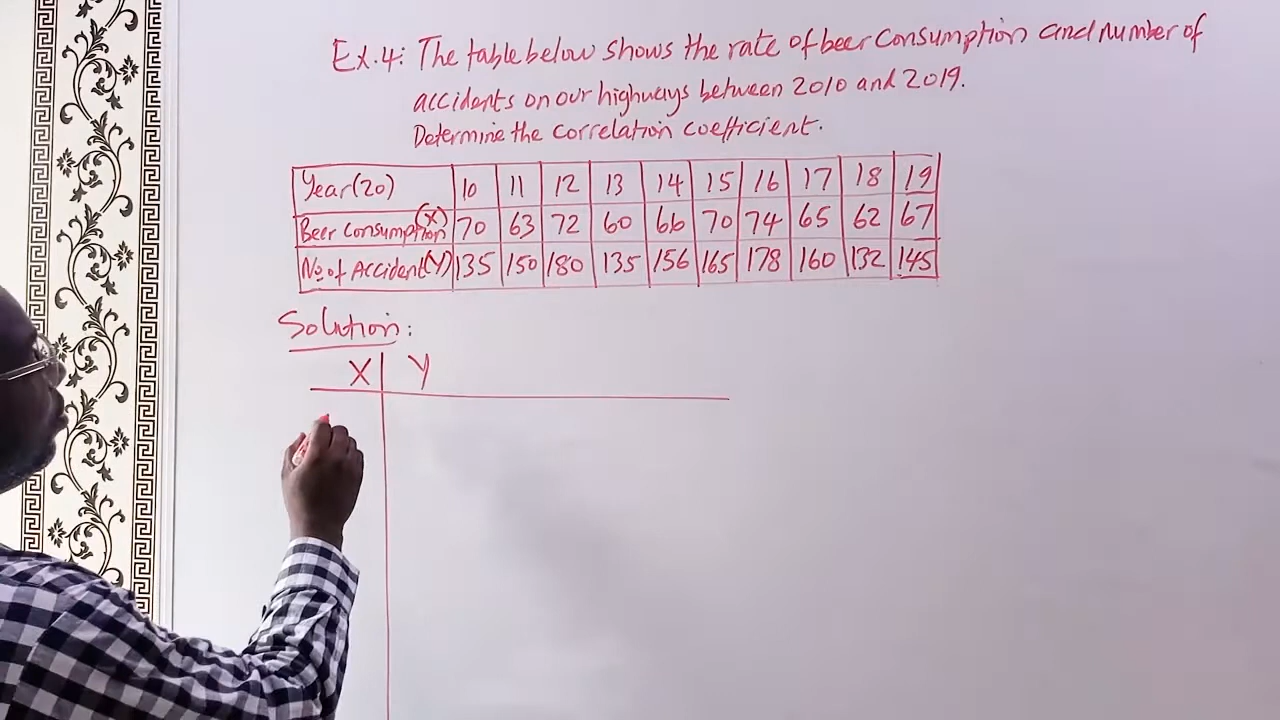 Ex.4: The table below shows the rate of beer consumption and number of
accidents on our highways between 2010 and 2019.
Determine the correlation coefficient.
Year(20) 10 11 12 13 14 15 16 17 18 19
Beer Consumption (X) 70 63 72 60 66 70 74 65 62 67
No of Accident(Y) 135 150 180 135 156 165 178 160 132 145
Solution:
X Y